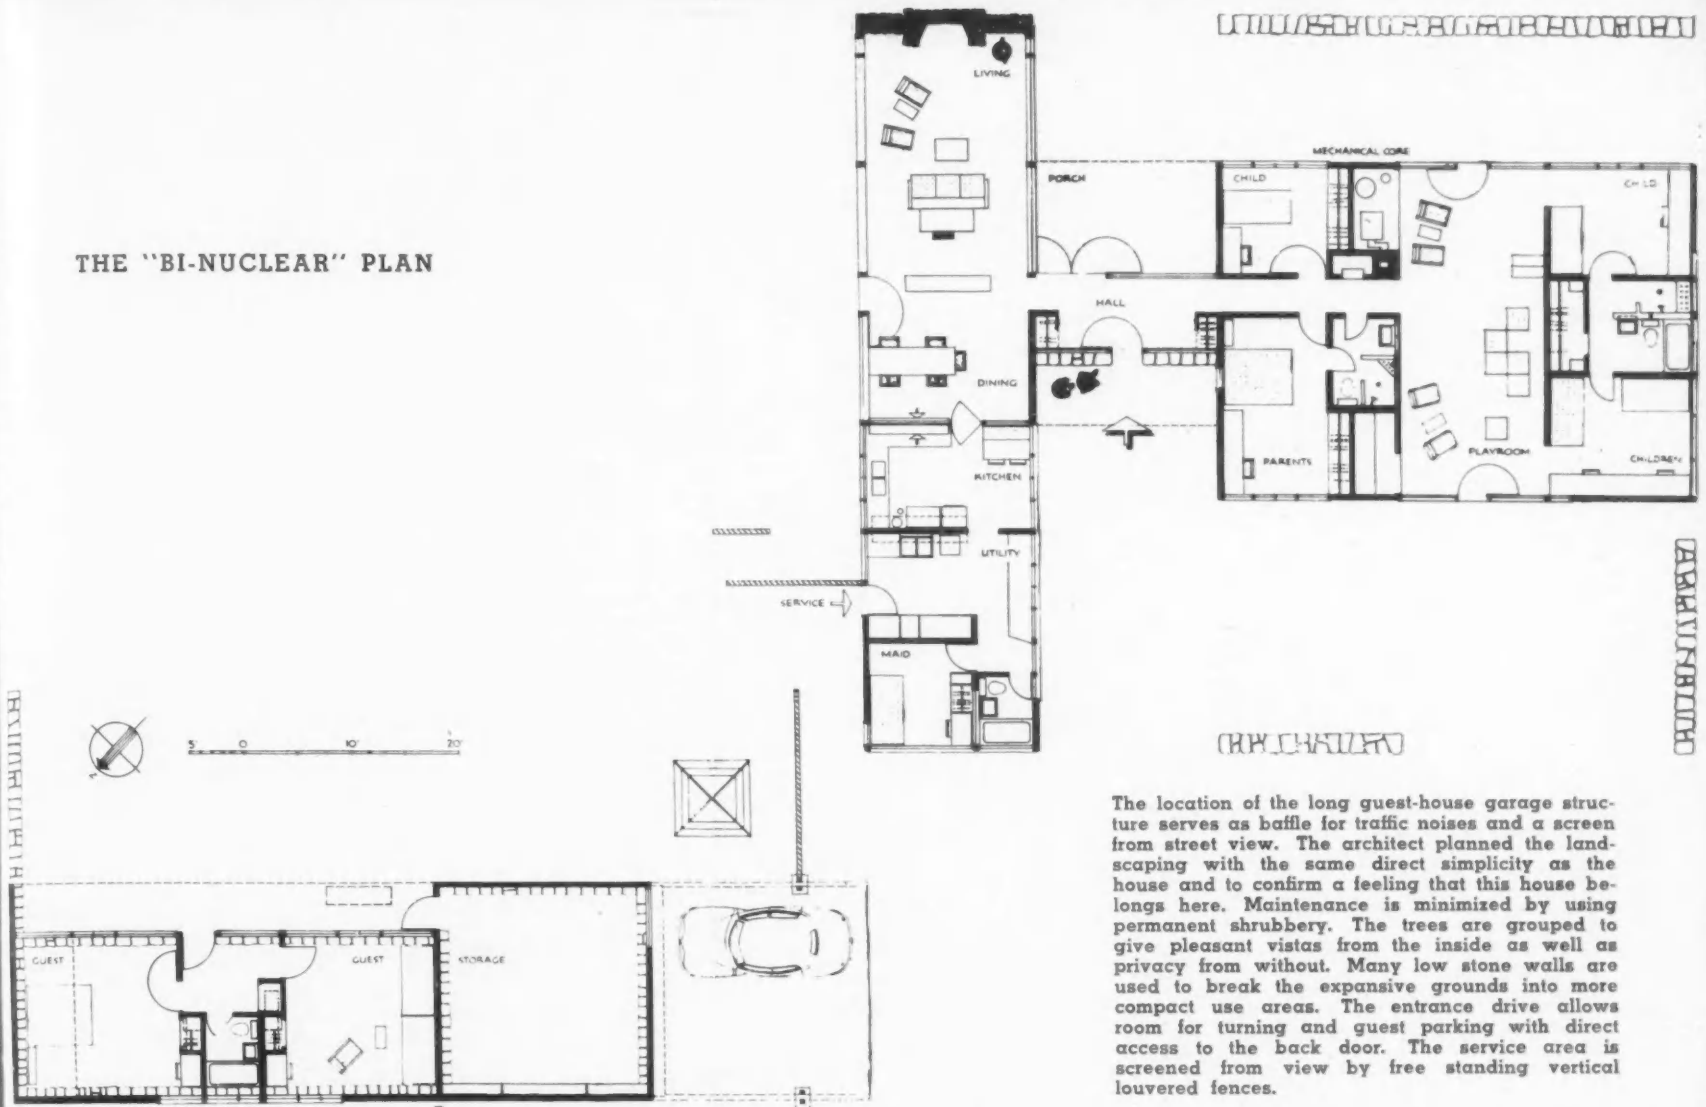 THE "BI-NUCLEAR" PLAN
LIVING
MECHANICAL CORE
PORCH
CHILD
CHILD
HALL
DINING
KITCHEN
PARENTS
PLAYROOM
CHILDREN
UTILITY
SERVICE
MAID
5' 0 10' 20'
N
GUEST
GUEST
STORAGE
The location of the long guest-house garage struc-
ture serves as baffle for traffic noises and a screen
from street view. The architect planned the land-
scaping with the same direct simplicity as the
house and to confirm a feeling that this house be-
longs here. Maintenance is minimized by using
permanent shrubbery. The trees are grouped to
give pleasant vistas from the inside as well as
privacy from without. Many low stone walls are
used to break the expansive grounds into more
compact use areas. The entrance drive allows
room for turning and guest parking with direct
access to the back door. The service area is
screened from view by free standing vertical
louvered fences.